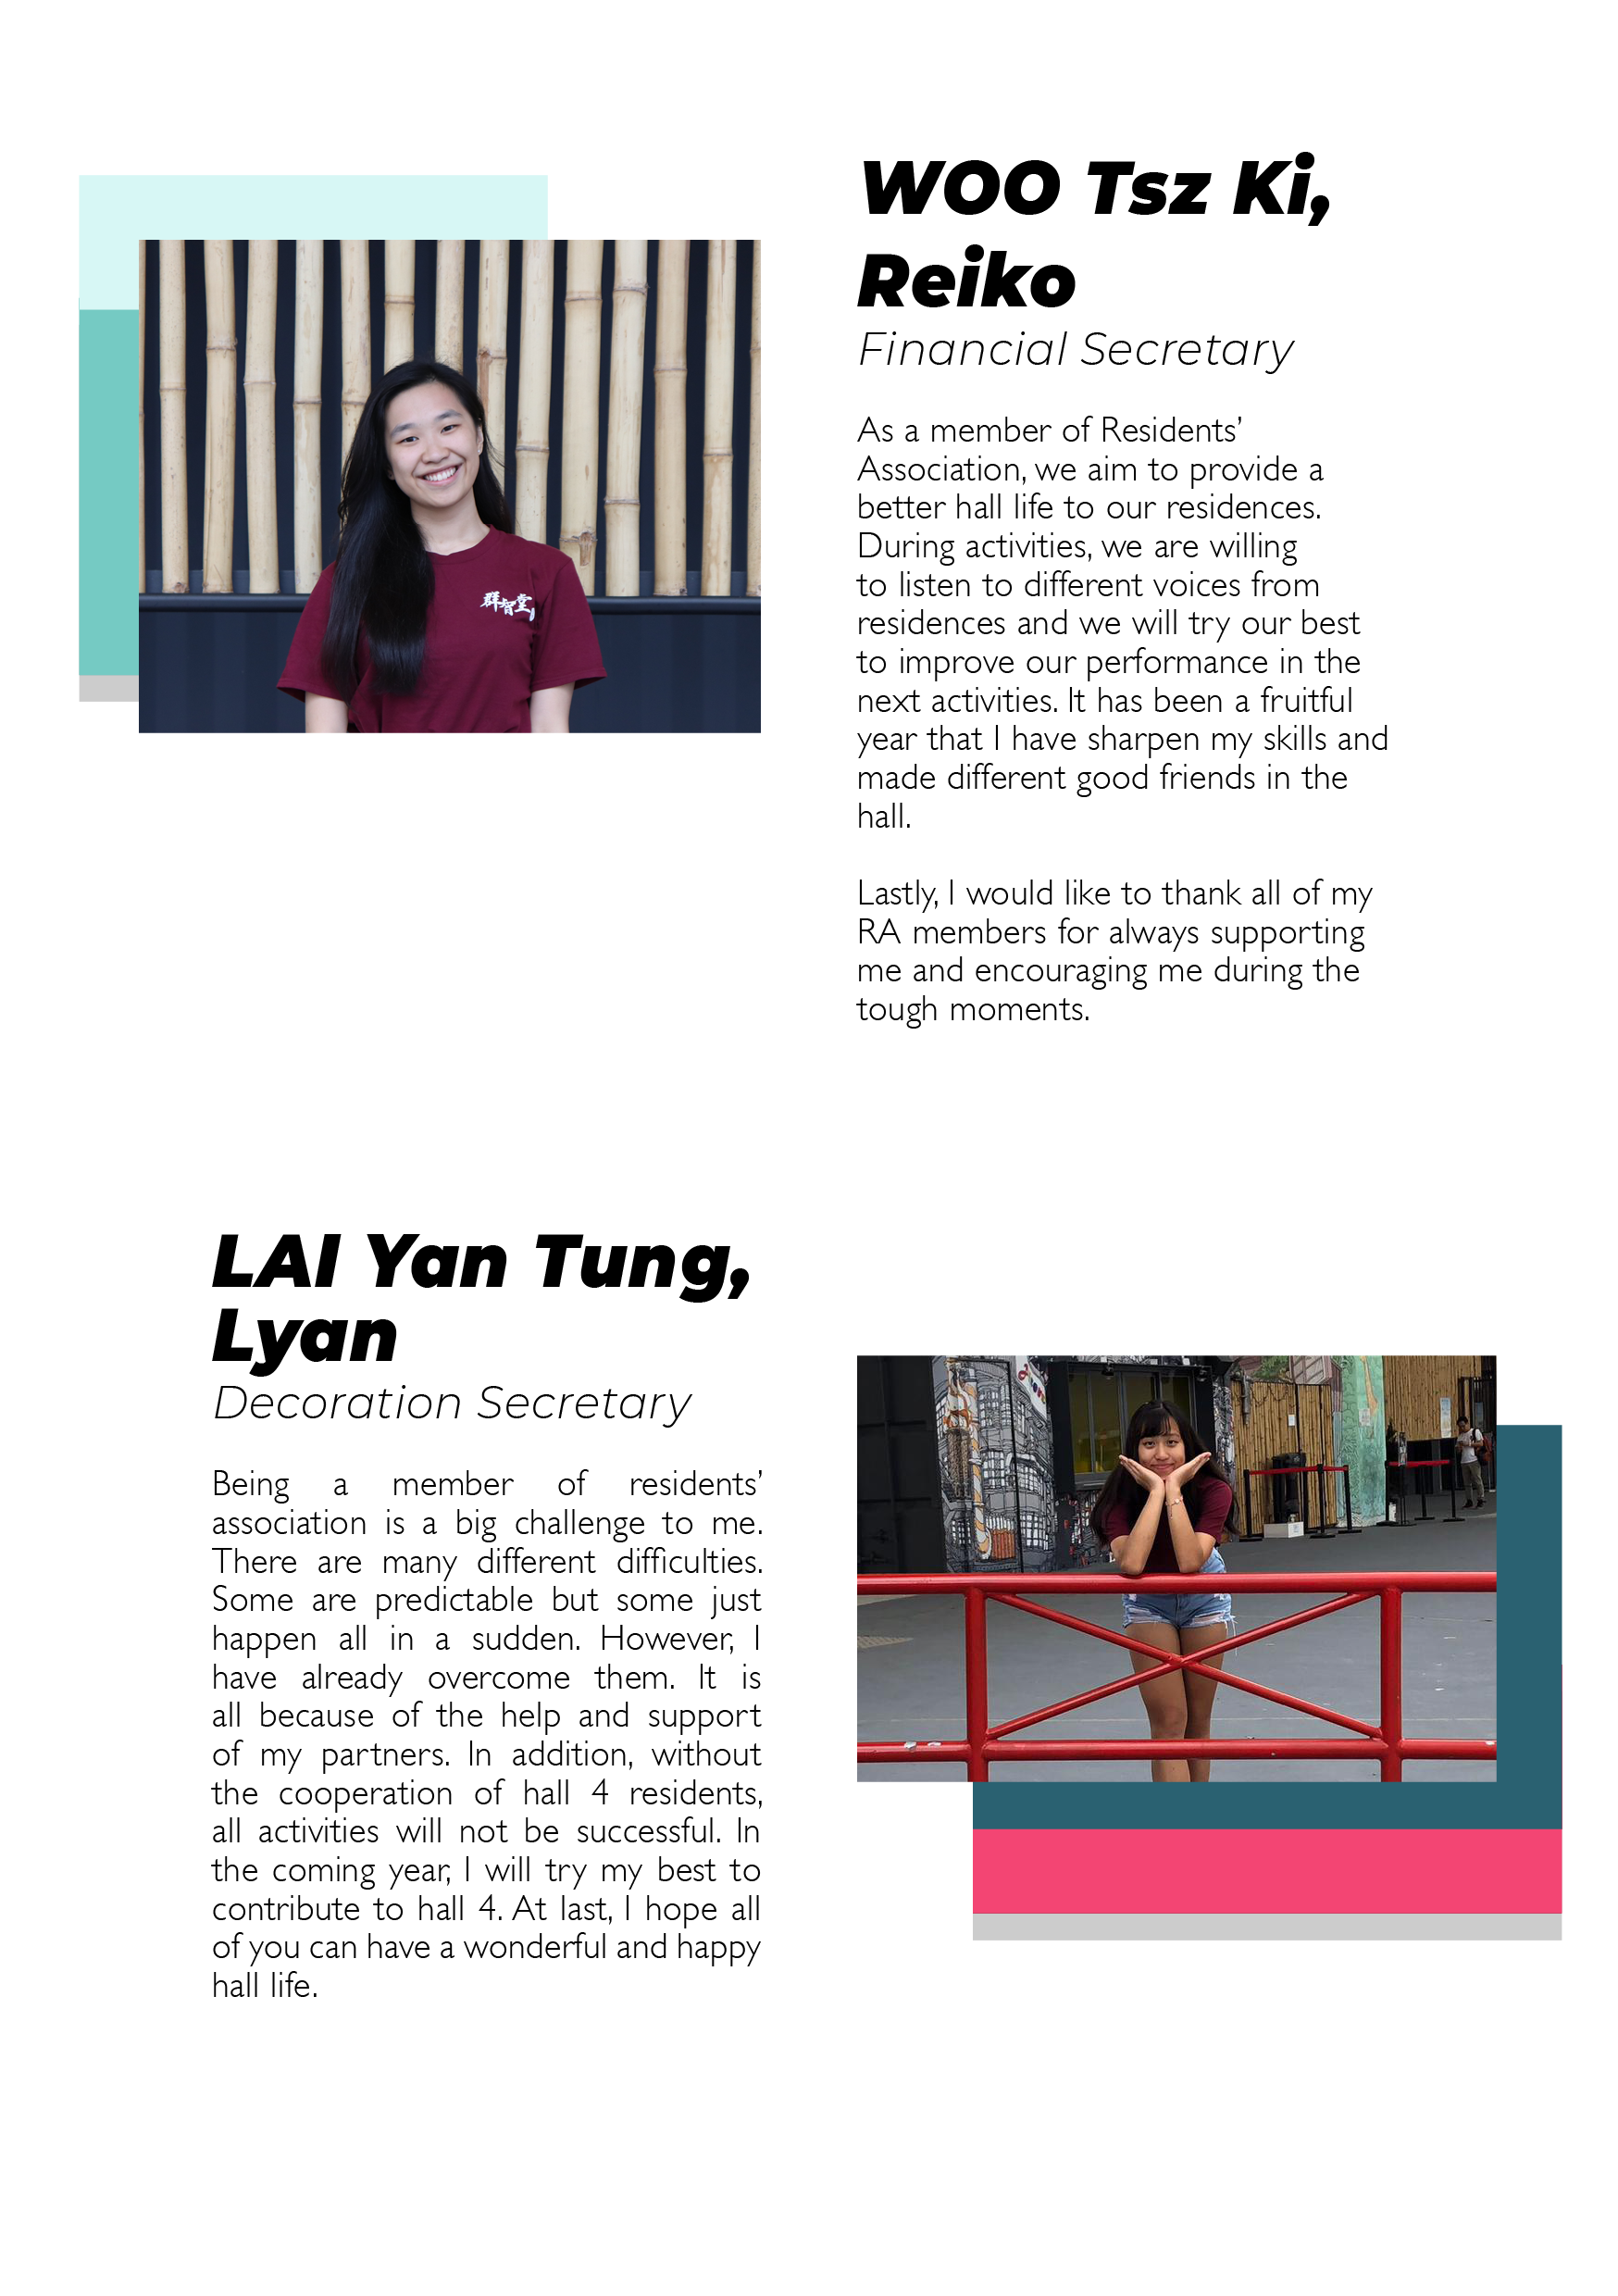 WOO Tsz Ki,
Reiko
Financial Secretary
As a member of Residents’
Association, we aim to provide a
better hall life to our residences.
During activities, we are willing
to listen to different voices from
residences and we will try our best
to improve our performance in the
next activities. It has been a fruitful
year that I have sharpen my skills and
made different good friends in the
hall.
Lastly, I would like to thank all of my
RA members for always supporting
me and encouraging me during the
tough moments.
群智堂
LAI Yan Tung,
Lyan
Decoration Secretary
Being a member of residents’
association is a big challenge to me.
There are many different difficulties.
Some are predictable but some just
happen all in a sudden. However, I
have already overcome them. It is
all because of the help and support
of my partners. In addition, without
the cooperation of hall 4 residents,
all activities will not be successful. In
the coming year, I will try my best to
contribute to hall 4. At last, I hope all
of you can have a wonderful and happy
hall life.